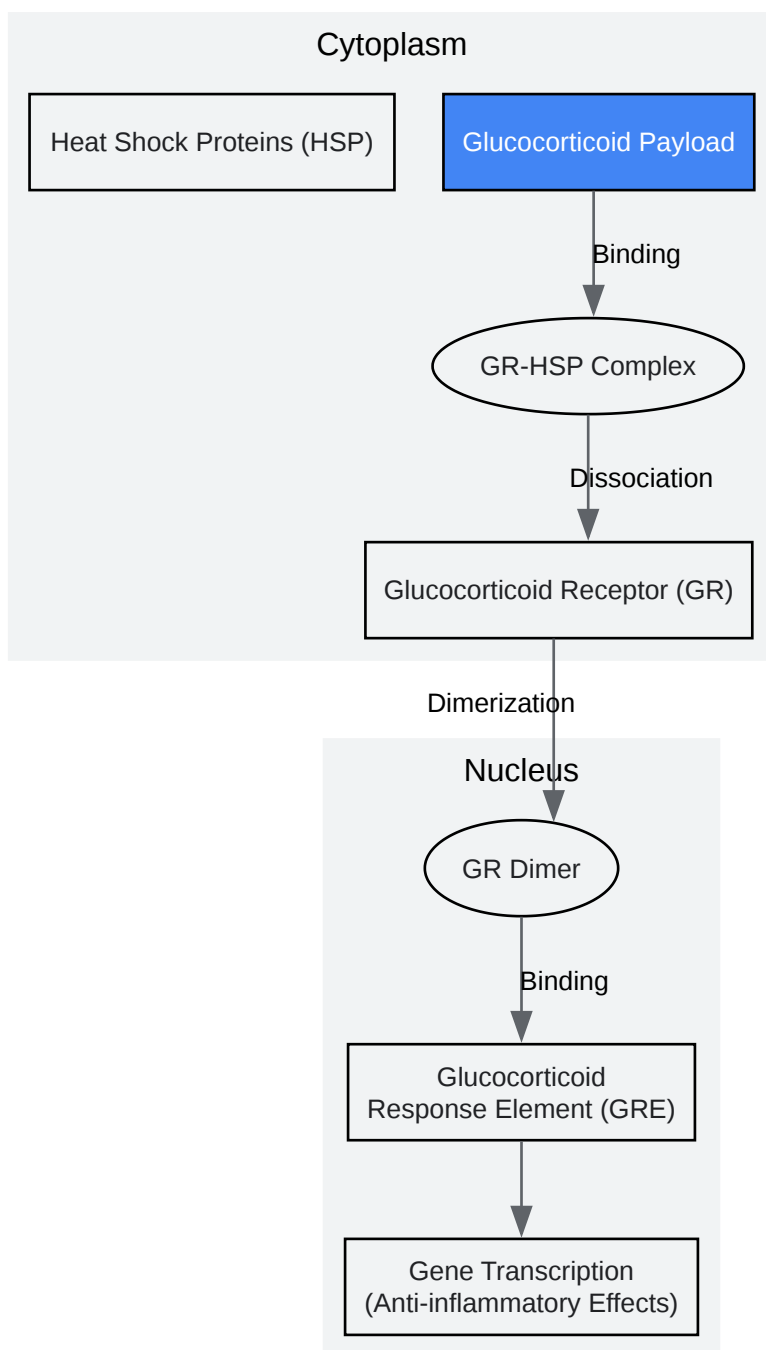 Cytoplasm
Heat Shock Proteins (HSP)
Glucocorticoid Payload
Binding
GR-HSP Complex
Dissociation
Glucocorticoid Receptor (GR)
Dimerization
Nucleus
GR Dimer
Binding
Glucocorticoid
Response Element (GRE)
Gene Transcription
(Anti-inflammatory Effects)